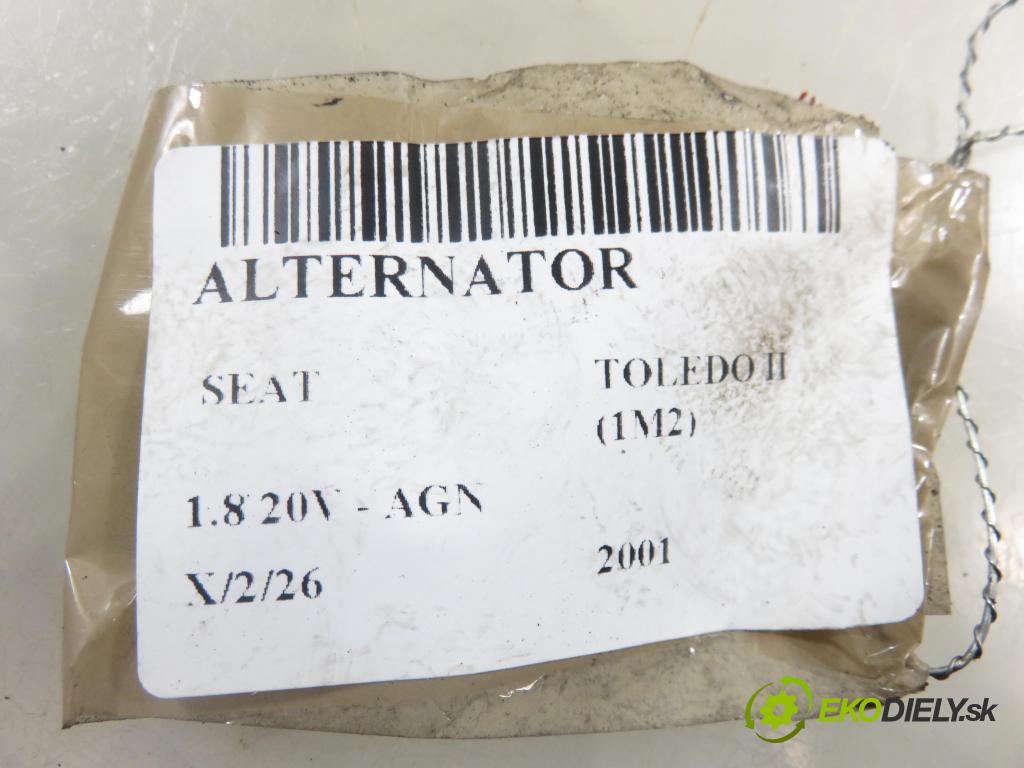 ALTERNATOR
SEAT
TOLEDO II
(1M2)
1.8 20V - AGN
X/2/26
2001
EKODIELY.sk